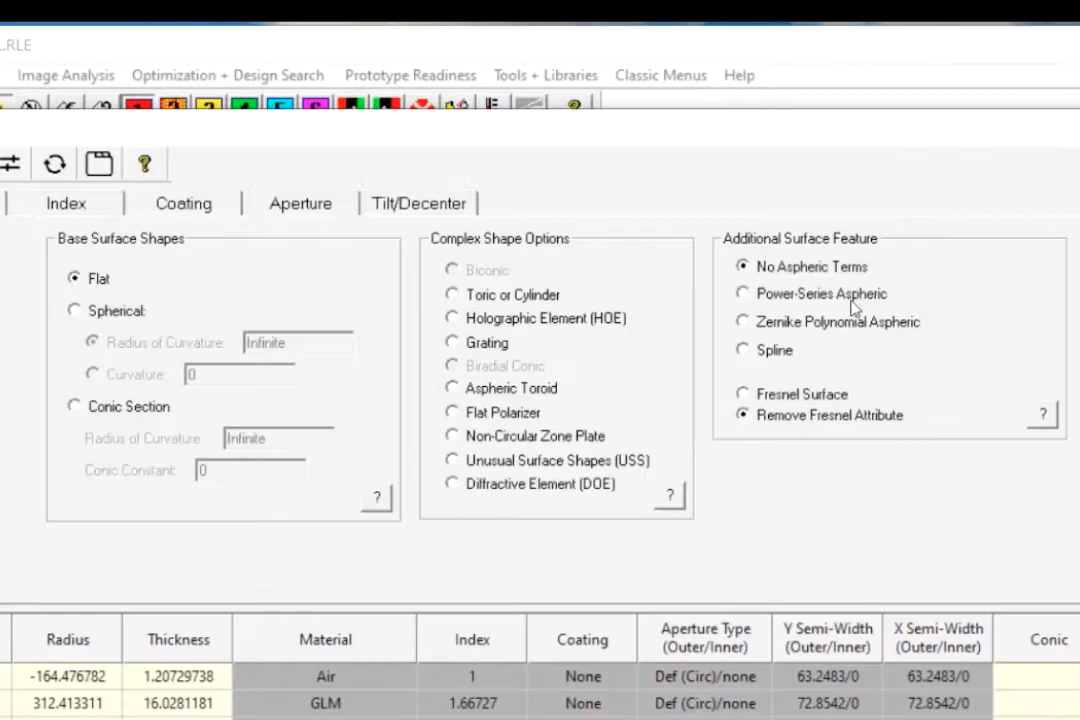 .RLE
Image Analysis Optimization + Design Search Prototype Readiness Tools + Libraries Classic Menus Help
?
?
Index Coating Aperture Tilt/Decenter
Base Surface Shapes
Flat
Spherical:
Radius of Curvature: Infinite
Curvature: 0
Conic Section
Radius of Curvature: Infinite
Conic Constant: 0
?
Complex Shape Options
Biconic
Toric or Cylinder
Holographic Element (HOE)
Grating
Biradial Conic
Aspheric Toroid
Flat Polarizer
Non-Circular Zone Plate
Unusual Surface Shapes (USS)
Diffractive Element (DOE)
?
Additional Surface Feature
No Aspheric Terms
Power-Series Aspheric
Zernike Polynomial Aspheric
Spline
Fresnel Surface
Remove Fresnel Attribute
?
Radius Thickness Material Index Coating Aperture Type (Outer/Inner) Y Semi-Width (Outer/Inner) X Semi-Width (Outer/Inner) Conic
-164.476782 1.20729738 Air 1 None Def (Circ)/none 63.2483/0 63.2483/0
312.413311 16.0281181 GLM 1.66727 None Def (Circ)/none 72.8542/0 72.8542/0